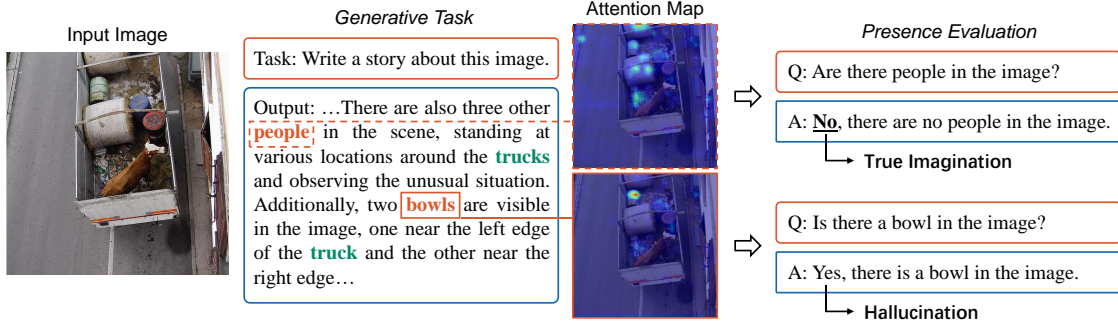 Input Image
Generative Task
Attention Map
Presence Evaluation
Task: Write a story about this image.
Output: …There are also three other
people in the scene, standing at
various locations around the trucks
and observing the unusual situation.
Additionally, two bowls are visible
in the image, one near the left edge
of the truck and the other near the
right edge…
Q: Are there people in the image?
A: No, there are no people in the image.
True Imagination
Q: Is there a bowl in the image?
A: Yes, there is a bowl in the image.
Hallucination